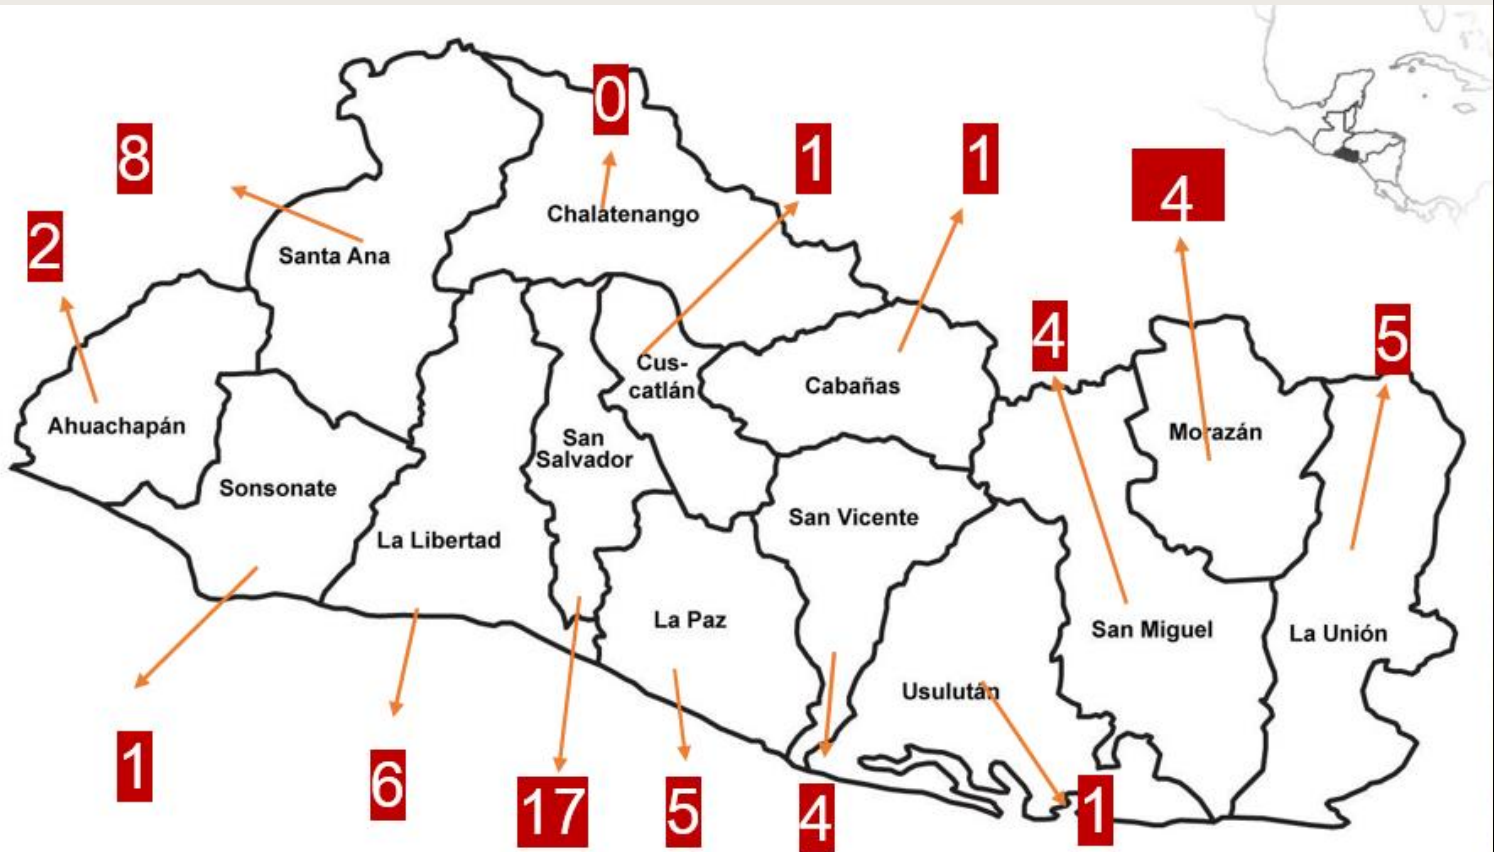 0
8
1
1
4
2
Chalatenango
Santa Ana
4
5
Cus-
catlán
Cabañas
Ahuachapán
Morazán
San
Salvador
Sonsonate
San Vicente
La Libertad
La Paz
San Miguel
La Unión
Usulután
1
6
17
5
4
1